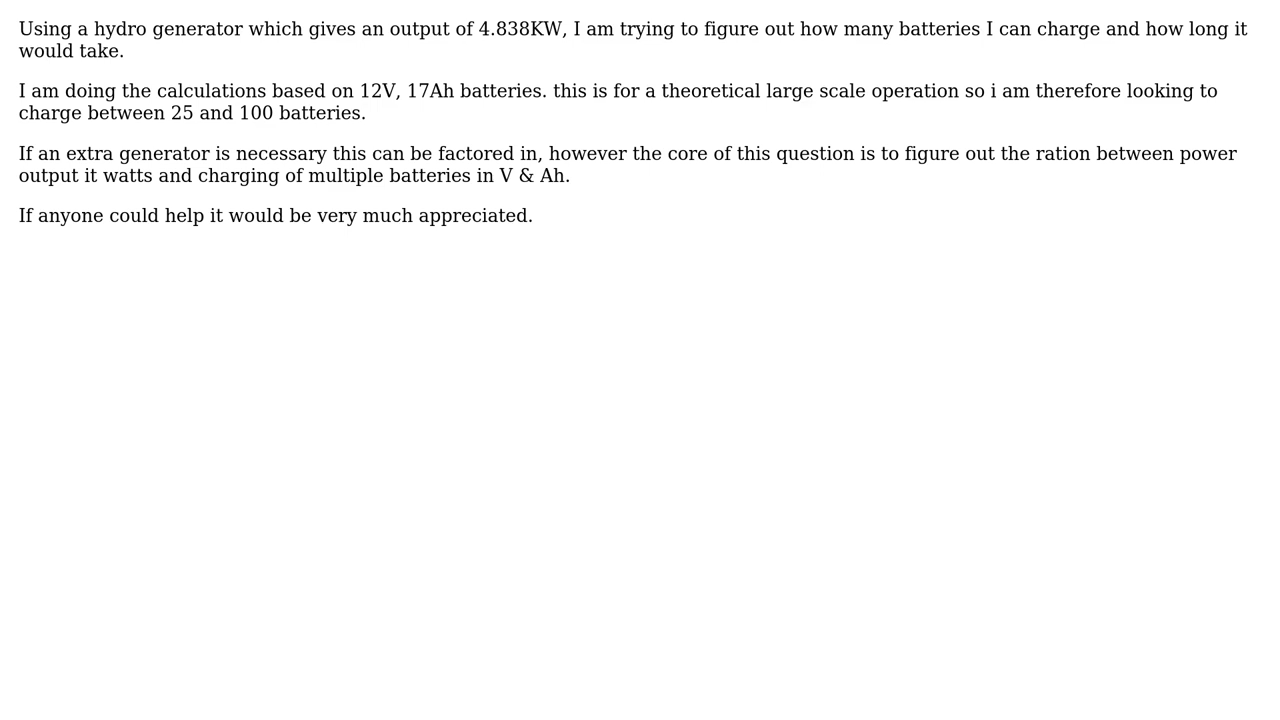 Using a hydro generator which gives an output of 4.838KW, I am trying to figure out how many batteries I can charge and how long it
would take.
I am doing the calculations based on 12V, 17Ah batteries. this is for a theoretical large scale operation so i am therefore looking to
charge between 25 and 100 batteries.
If an extra generator is necessary this can be factored in, however the core of this question is to figure out the ration between power
output it watts and charging of multiple batteries in V & Ah.
If anyone could help it would be very much appreciated.